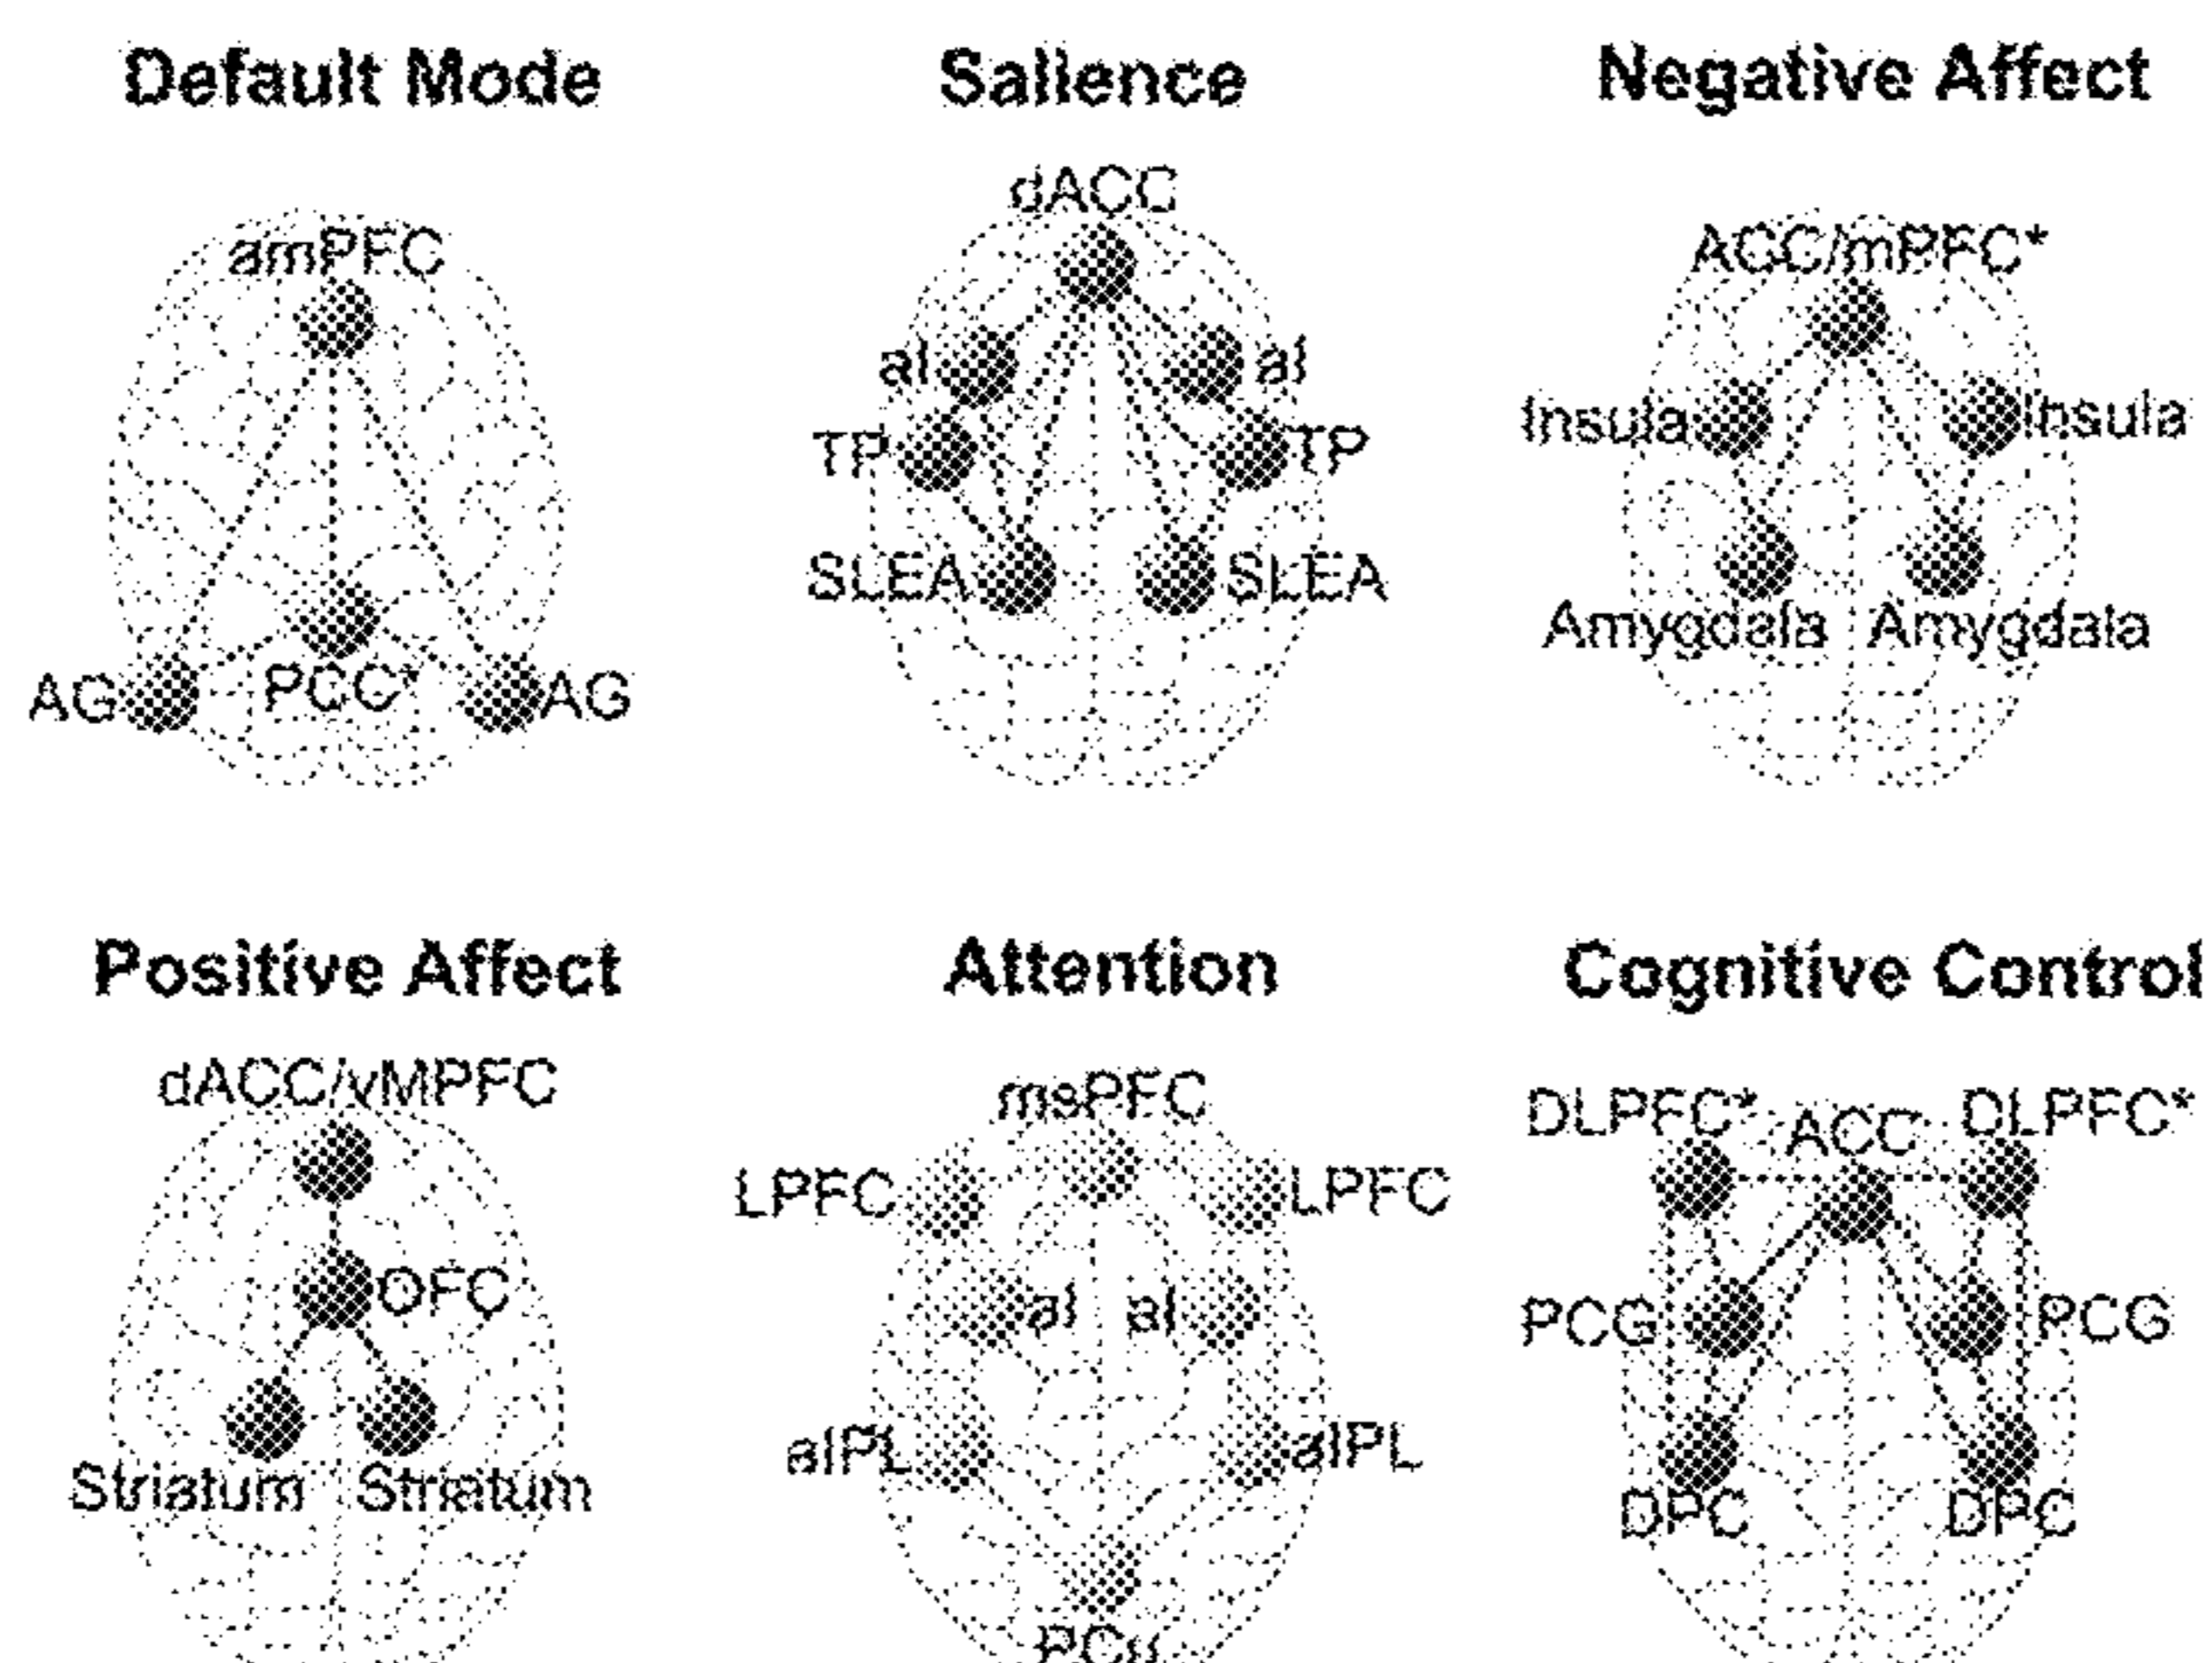 Default Mode
Salience
Negative Affect
dACC
amPFC
ACC/mPFC*
aI aI
Insula Insula
TP TP
SLEA SLEA
Amygdala Amygdala
AG PCC* AG
Positive Affect
Attention
Cognitive Control
dACC/vMPFC
msPFC
DLPFC* ACC DLPFC*
LPFC LPFC
OFC
aI aI
PCG PCG
aIPL aIPL
Striatum Striatum
DPC DPC
PCu